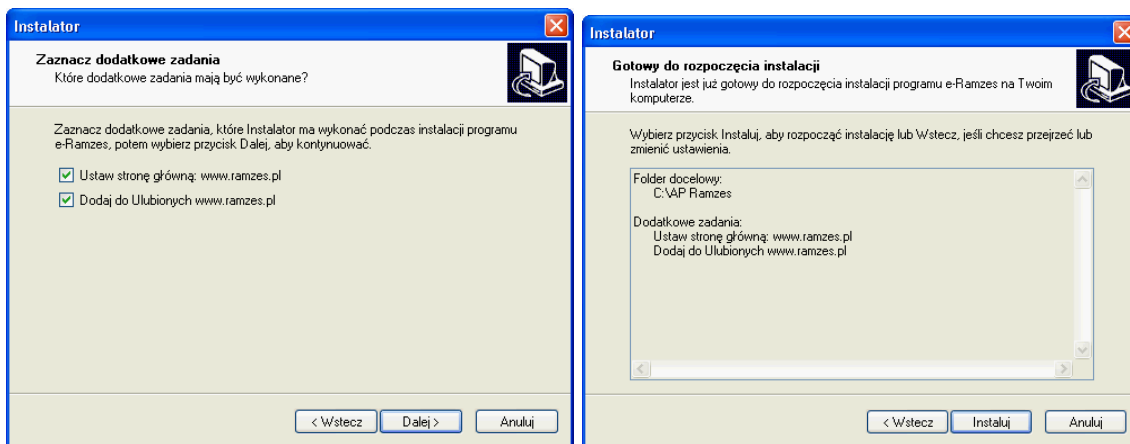 Instalator
Zaznacz dodatkowe zadania
Które dodatkowe zadania mają być wykonane?
Zaznacz dodatkowe zadania, które Instalator ma wykonać podczas instalacji programu
e-Ramzes, potem wybierz przycisk Dalej, aby kontynuować.
Ustaw stronę główną: www.ramzes.pl
Dodaj do Ulubionych www.ramzes.pl
< Wstecz
Dalej >
Anuluj
Instalator
Gotowy do rozpoczęcia instalacji
Instalator jest już gotowy do rozpoczęcia instalacji programu e-Ramzes na Twoim
komputerze.
Wybierz przycisk Instaluj, aby rozpocząć instalację lub Wstecz, jeśli chcesz przejrzeć lub
zmienić ustawienia.
Folder docelowy:
C:\AP Ramzes
Dodatkowe zadania:
Ustaw stronę główną: www.ramzes.pl
Dodaj do Ulubionych www.ramzes.pl
< Wstecz
Instaluj
Anuluj